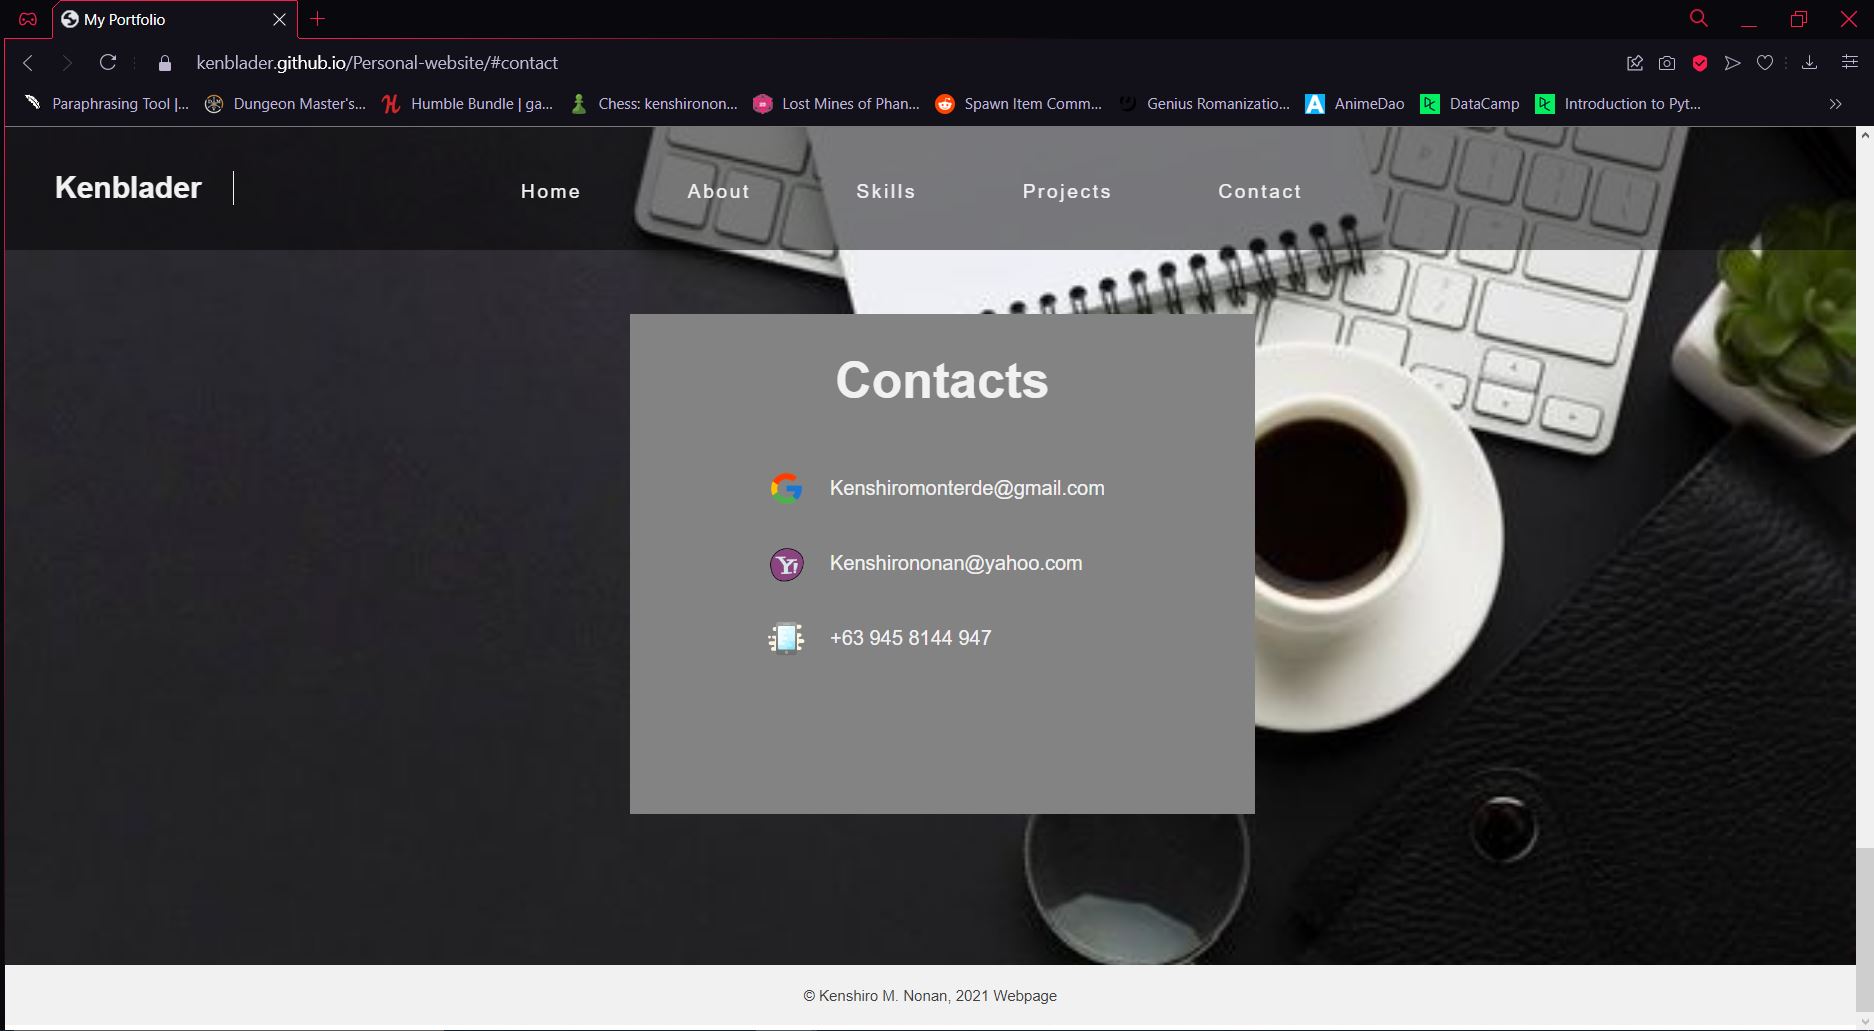 My Portfolio
kenblader.github.io/Personal-website/#contact
Paraphrasing Tool |... Dungeon Master's... Humble Bundle | ga... Chess: kenshironon... Lost Mines of Phan... Spawn Item Comm... Genius Romanizatio... AnimeDao DataCamp Introduction to Pyt...
Kenblader Home About Skills Projects Contact
Contacts
Kenshiromonterde@gmail.com
Kenshirononan@yahoo.com
+63 945 8144 947
© Kenshiro M. Nonan, 2021 Webpage